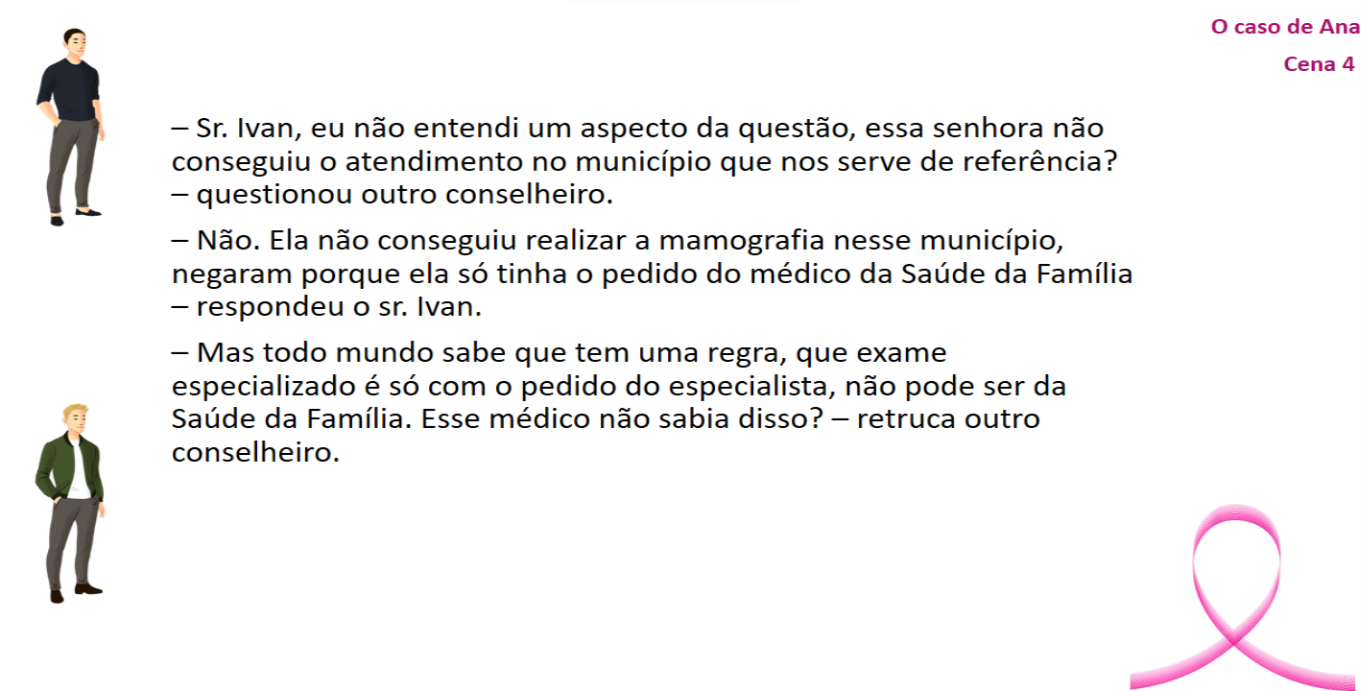 O caso de Ana
Cena 4
– Sr. Ivan, eu não entendi um aspecto da questão, essa senhora não
conseguiu o atendimento no município que nos serve de referência?
– questionou outro conselheiro.
– Não. Ela não conseguiu realizar a mamografia nesse município,
negaram porque ela só tinha o pedido do médico da Saúde da Família
– respondeu o sr. Ivan.
– Mas todo mundo sabe que tem uma regra, que exame
especializado é só com o pedido do especialista, não pode ser da
Saúde da Família. Esse médico não sabia disso? – retruca outro
conselheiro.